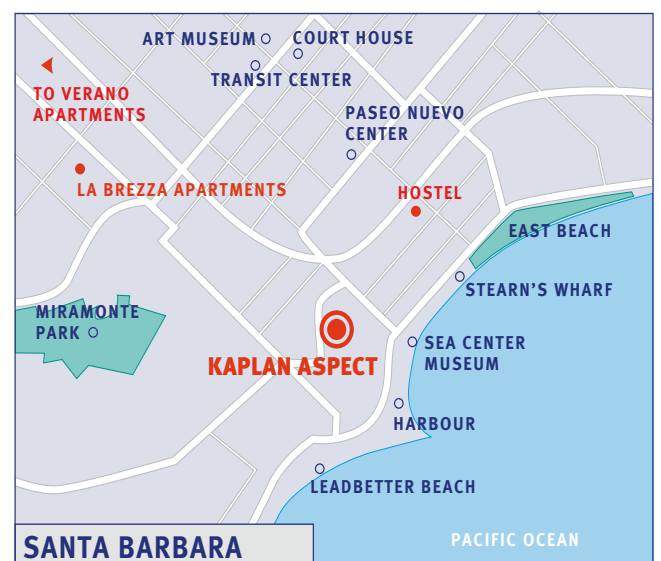 ART MUSEUM
COURT HOUSE
TRANSIT CENTER
TO VERANO
APARTMENTS
PASEO NUEVO
CENTER
LA BREZZA APARTMENTS
HOSTEL
EAST BEACH
STEARN'S WHARF
MIRAMONTE
PARK
SEA CENTER
MUSEUM
KAPLAN ASPECT
HARBOUR
LEADBETTER BEACH
SANTA BARBARA
PACIFIC OCEAN